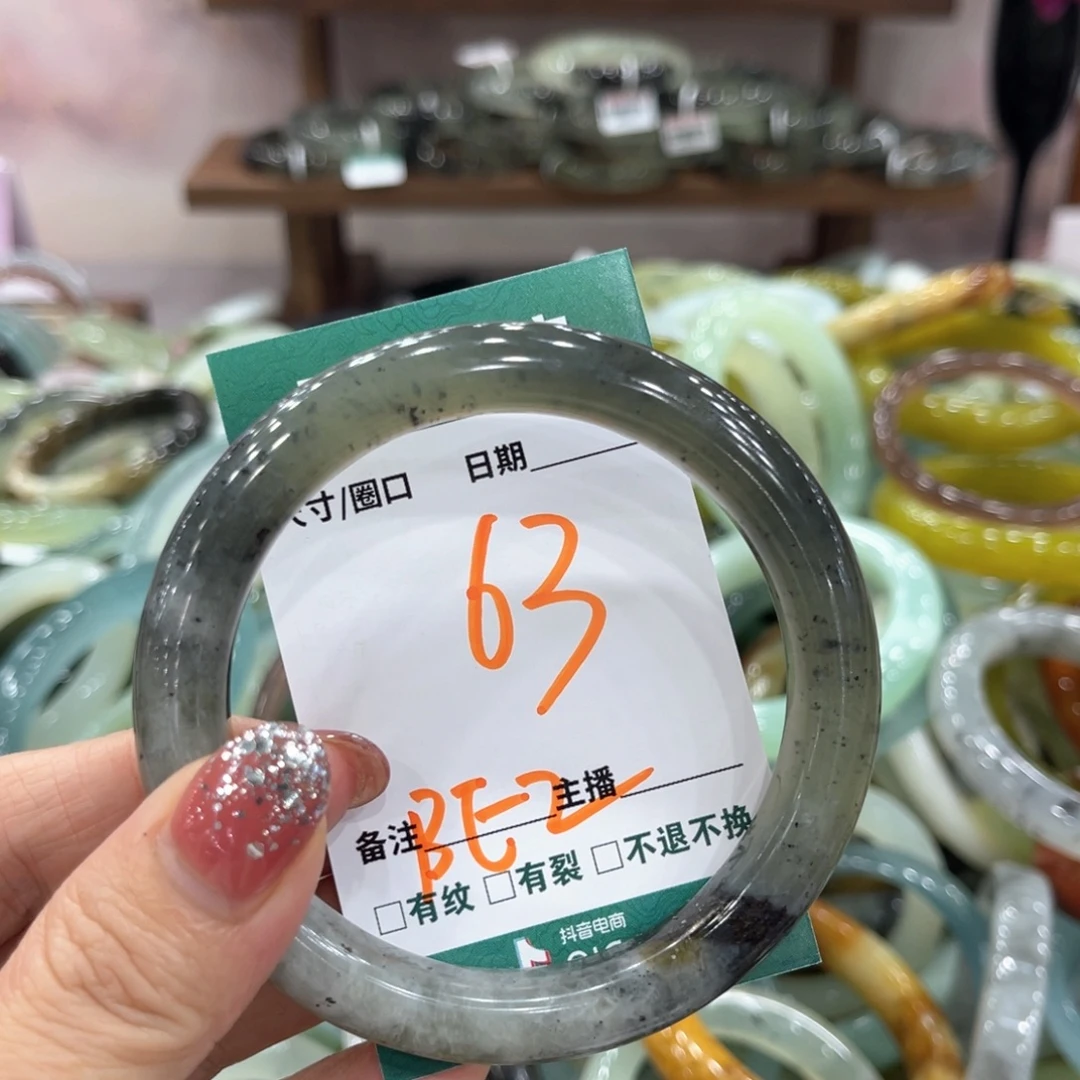 寸/圈口 日期
63
BE2
备注 主播
□有纹 □有裂 □不退不换
抖音电商